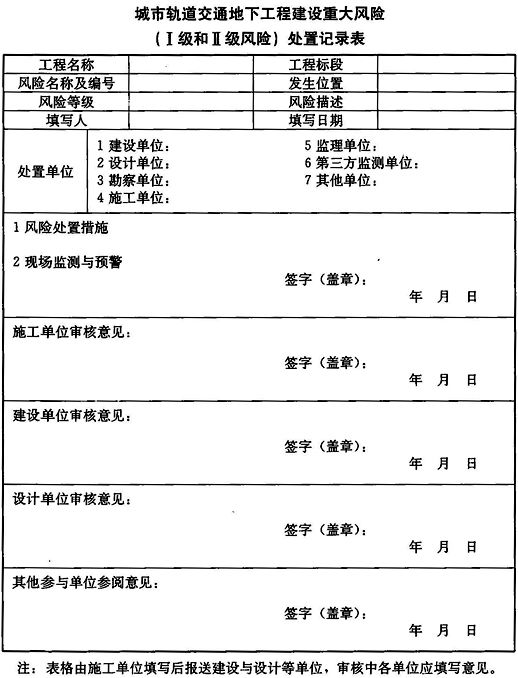 城市轨道交通地下工程建设重大风险
(Ⅰ级和Ⅱ级风险)处置记录表
工程名称 工程标段
风险名称及编号 发生位置
风险等级 风险描述
填写人 填写日期
处置单位
1 建设单位: 5 监理单位:
2 设计单位: 6 第三方监测单位:
3 勘察单位: 7 其他单位:
4 施工单位:
1 风险处置措施
2 现场监测与预警
签字(盖章):
年 月 日
施工单位审核意见:
签字(盖章):
年 月 日
建设单位审核意见:
签字(盖章):
年 月 日
设计单位审核意见:
签字(盖章):
年 月 日
其他参与单位参阅意见:
签字(盖章):
年 月 日
注:表格由施工单位填写后报送建设与设计等单位,审核中各单位应填写意见。